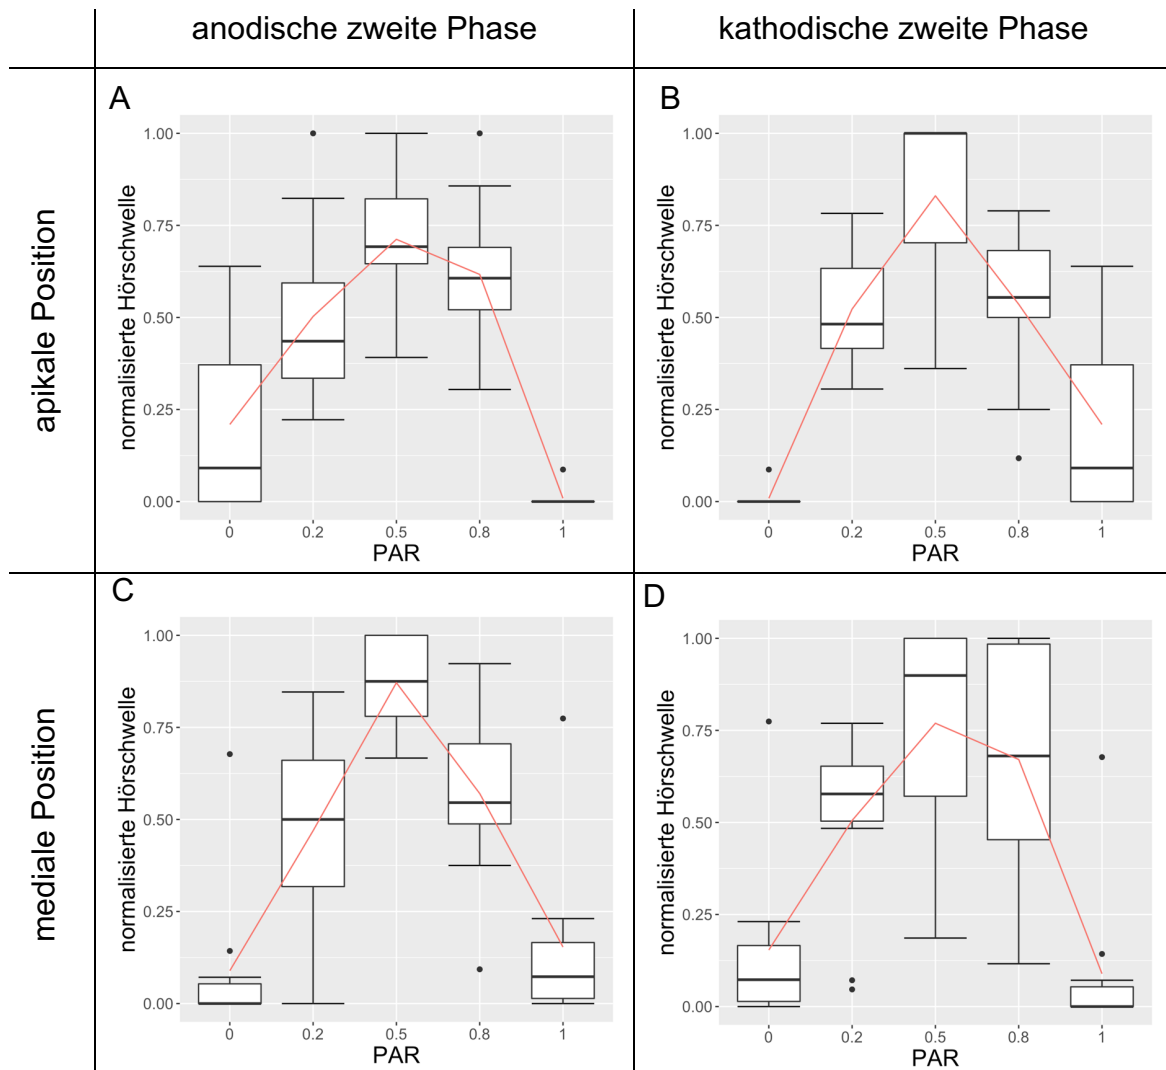 anodische zweite Phase
kathodische zweite Phase
apikale Position
A
normalisierte Hörschwelle
1.00
0.75
0.50
0.25
0.00
0 0.2 0.5 0.8 1
PAR
B
normalisierte Hörschwelle
1.00
0.75
0.50
0.25
0.00
0 0.2 0.5 0.8 1
PAR
mediale Position
C
normalisierte Hörschwelle
1.00
0.75
0.50
0.25
0.00
0 0.2 0.5 0.8 1
PAR
D
normalisierte Hörschwelle
1.00
0.75
0.50
0.25
0.00
0 0.2 0.5 0.8 1
PAR